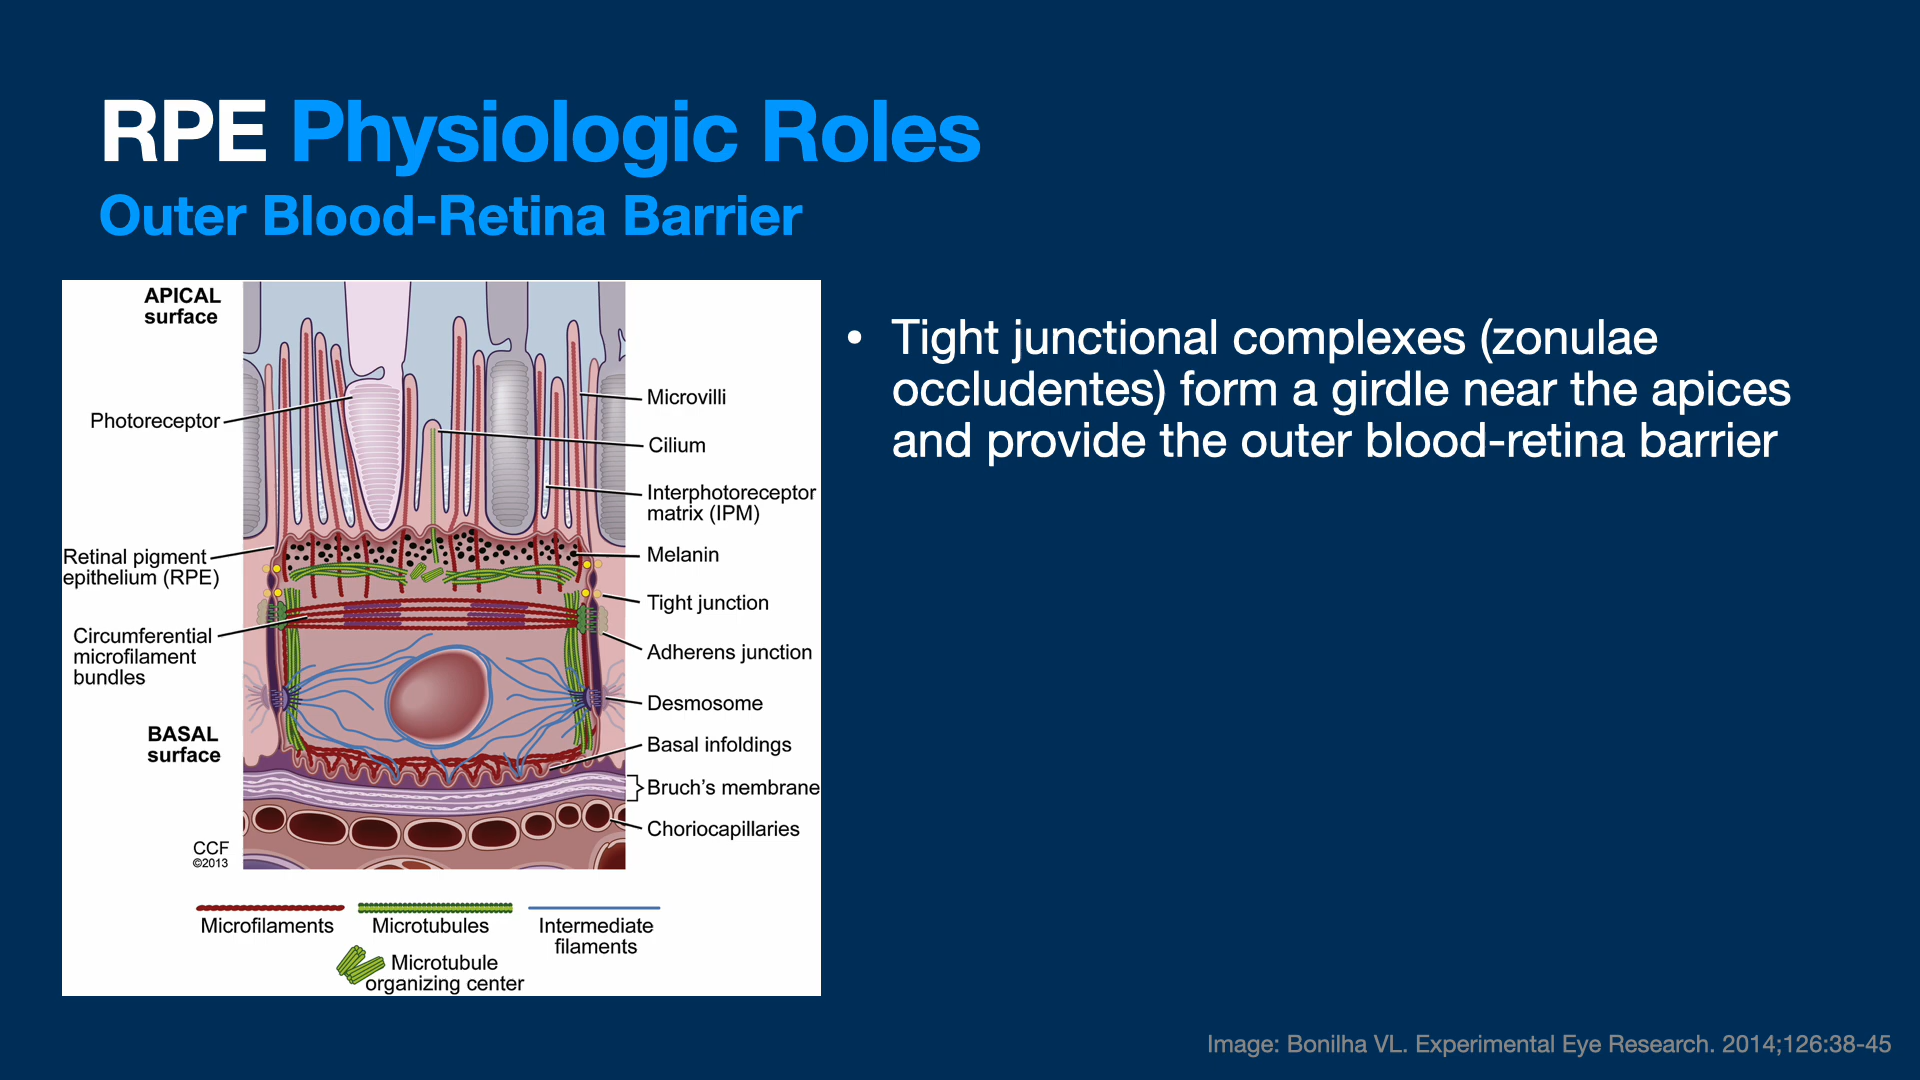 RPE Physiologic Roles
Outer Blood-Retina Barrier
APICAL
surface
Photoreceptor
Retinal pigment
epithelium (RPE)
Circumferential
microfilament
bundles
BASAL
surface
CCF
©2013
Microvilli
Cilium
Interphotoreceptor
matrix (IPM)
Melanin
Tight junction
Adherens junction
Desmosome
Basal infoldings
Bruch’s membrane
Choriocapillaries
Microfilaments
Microtubules
Intermediate
filaments
Microtubule
organizing center
• Tight junctional complexes (zonulae
occludentes) form a girdle near the apices
and provide the outer blood-retina barrier
Image: Bonilha VL. Experimental Eye Research. 2014;126:38-45